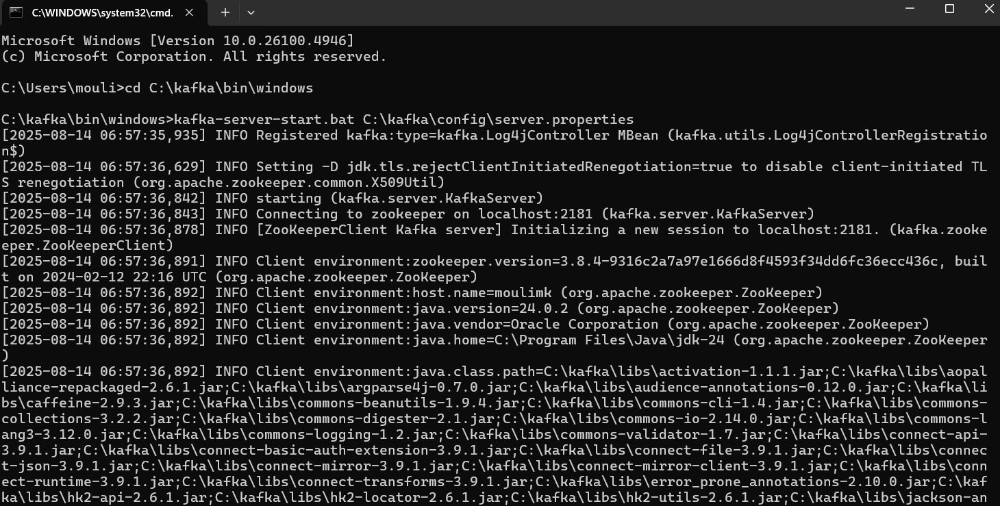 C:\WINDOWS\system32\cmd.
Microsoft Windows [Version 10.0.26100.4946]
(c) Microsoft Corporation. All rights reserved.
C:\Users\mouli>cd C:\kafka\bin\windows
C:\kafka\bin\windows>kafka-server-start.bat C:\kafka\config\server.properties
[2025-08-14 06:57:35,935] INFO Registered kafka:type=kafka.Log4jController MBean (kafka.utils.Log4jControllerRegistratio
n$)
[2025-08-14 06:57:36,629] INFO Setting -D jdk.tls.rejectClientInitiatedRenegotiation=true to disable client-initiated TL
S renegotiation (org.apache.zookeeper.common.X509Util)
[2025-08-14 06:57:36,842] INFO starting (kafka.server.KafkaServer)
[2025-08-14 06:57:36,843] INFO Connecting to zookeeper on localhost:2181 (kafka.server.KafkaServer)
[2025-08-14 06:57:36,878] INFO [ZooKeeperClient Kafka server] Initializing a new session to localhost:2181. (kafka.zooke
eper.ZooKeeperClient)
[2025-08-14 06:57:36,891] INFO Client environment:zookeeper.version=3.8.4-9316c2a7a97e1666d8f4593f34dd6fc36ecc436c, buil
t on 2024-02-12 22:16 UTC (org.apache.zookeeper.ZooKeeper)
[2025-08-14 06:57:36,892] INFO Client environment:host.name=moulimk (org.apache.zookeeper.ZooKeeper)
[2025-08-14 06:57:36,892] INFO Client environment:java.version=24.0.2 (org.apache.zookeeper.ZooKeeper)
[2025-08-14 06:57:36,892] INFO Client environment:java.vendor=Oracle Corporation (org.apache.zookeeper.ZooKeeper)
[2025-08-14 06:57:36,892] INFO Client environment:java.home=C:\Program Files\Java\jdk-24 (org.apache.zookeeper.ZooKeeper
)
[2025-08-14 06:57:36,892] INFO Client environment:java.class.path=C:\kafka\libs\activation-1.1.1.jar;C:\kafka\libs\aopal
liance-repackaged-2.6.1.jar;C:\kafka\libs\argparse4j-0.7.0.jar;C:\kafka\libs\audience-annotations-0.12.0.jar;C:\kafka\li
bs\caffeine-2.9.3.jar;C:\kafka\libs\commons-beanutils-1.9.4.jar;C:\kafka\libs\commons-cli-1.4.jar;C:\kafka\libs\commons-
collections-3.2.2.jar;C:\kafka\libs\commons-digester-2.1.jar;C:\kafka\libs\commons-io-2.14.0.jar;C:\kafka\libs\commons-l
ang3-3.12.0.jar;C:\kafka\libs\commons-logging-1.2.jar;C:\kafka\libs\commons-validator-1.7.jar;C:\kafka\libs\connect-api-
3.9.1.jar;C:\kafka\libs\connect-basic-auth-extension-3.9.1.jar;C:\kafka\libs\connect-file-3.9.1.jar;C:\kafka\libs\connec
t-json-3.9.1.jar;C:\kafka\libs\connect-mirror-3.9.1.jar;C:\kafka\libs\connect-mirror-client-3.9.1.jar;C:\kafka\libs\conn
ect-runtime-3.9.1.jar;C:\kafka\libs\connect-transforms-3.9.1.jar;C:\kafka\libs\error_prone_annotations-2.10.0.jar;C:\kaf
ka\libs\hk2-api-2.6.1.jar;C:\kafka\libs\hk2-locator-2.6.1.jar;C:\kafka\libs\hk2-utils-2.6.1.jar;C:\kafka\libs\jackson-an